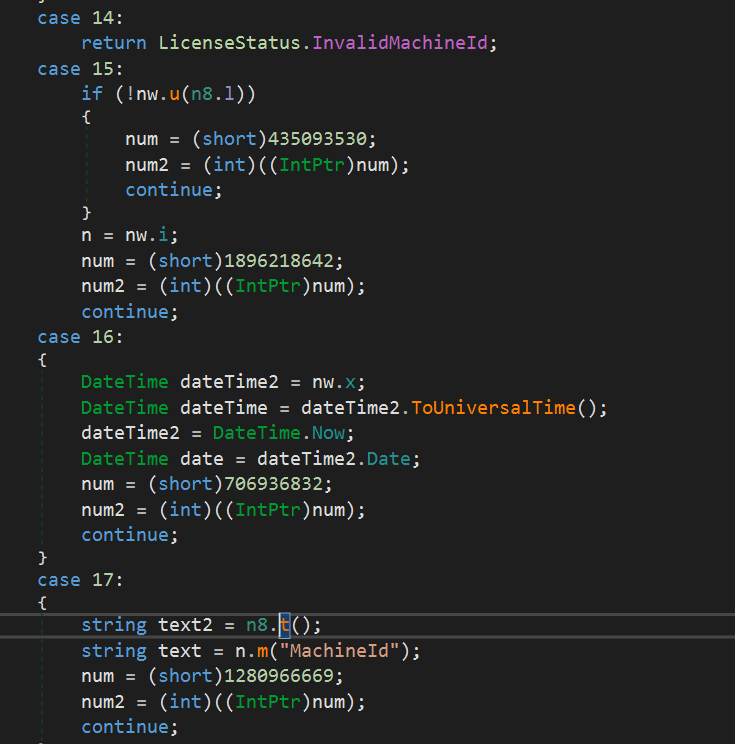 case 14:
return LicenseStatus.InvalidMachineId;
case 15:
if (!nw.u(n8.l))
{
num = (short)435093530;
num2 = (int)((IntPtr)num);
continue;
}
n = nw.i;
num = (short)1896218642;
num2 = (int)((IntPtr)num);
continue;
case 16:
{
DateTime dateTime2 = nw.x;
DateTime dateTime = dateTime2.ToUniversalTime();
dateTime2 = DateTime.Now;
DateTime date = dateTime2.Date;
num = (short)706936832;
num2 = (int)((IntPtr)num);
continue;
}
case 17:
{
string text2 = n8.t();
string text = n.m("MachineId");
num = (short)1280966669;
num2 = (int)((IntPtr)num);
continue;